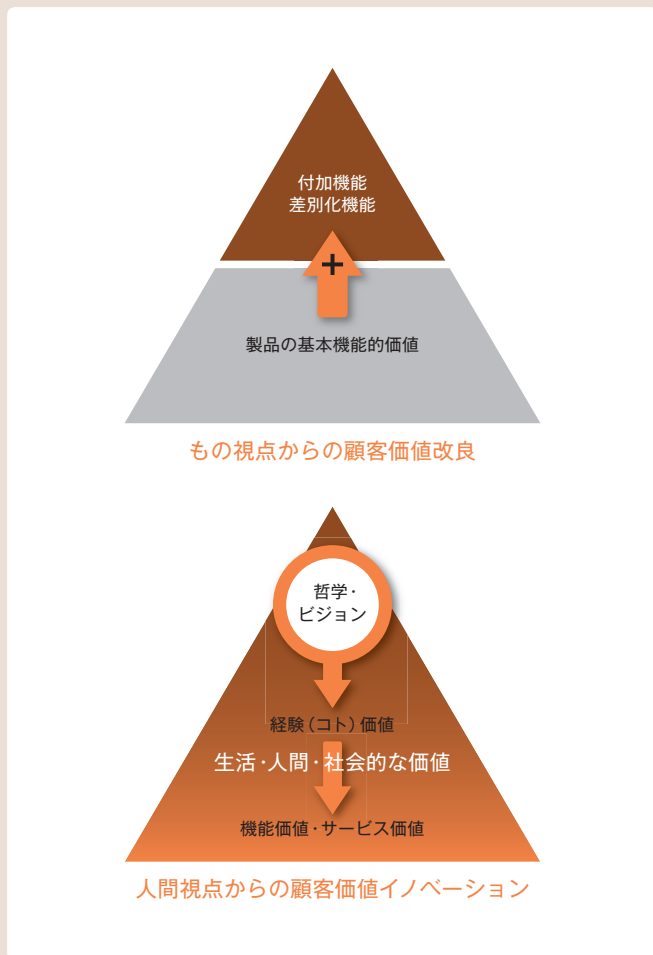 付加機能
差別化機能
+
製品の基本機能的価値
もの視点からの顧客価値改良
哲学・
ビジョン
経験（コト）価値
生活・人間・社会的な価値
機能価値・サービス価値
人間視点からの顧客価値イノベーション